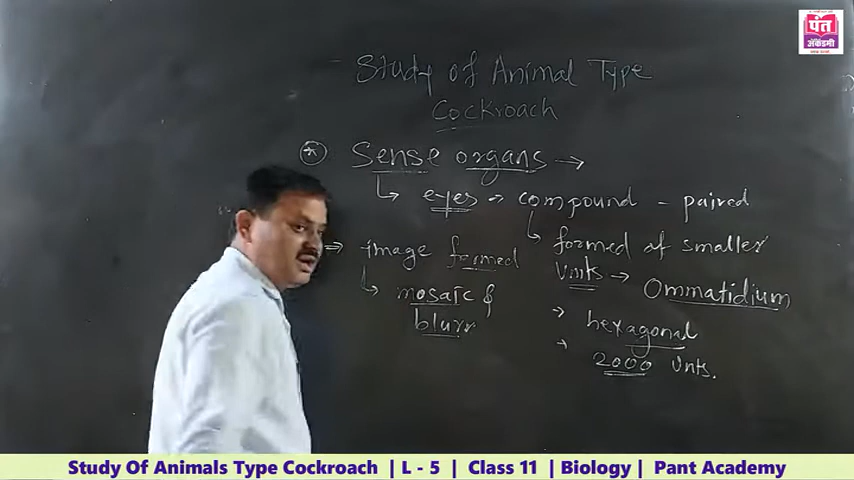 पंत
अ‍ॅकेडमी
Study of Animal Type
Cockroach
* Sense organs →
↳ eyes → compound - paired
↳ formed of smaller
Units → Ommatidium
→ hexagonal
→ 2000 Units.
⇒ image formed
↳ mosaic &
blurr
Study Of Animals Type Cockroach | L - 5 | Class 11 | Biology | Pant Academy